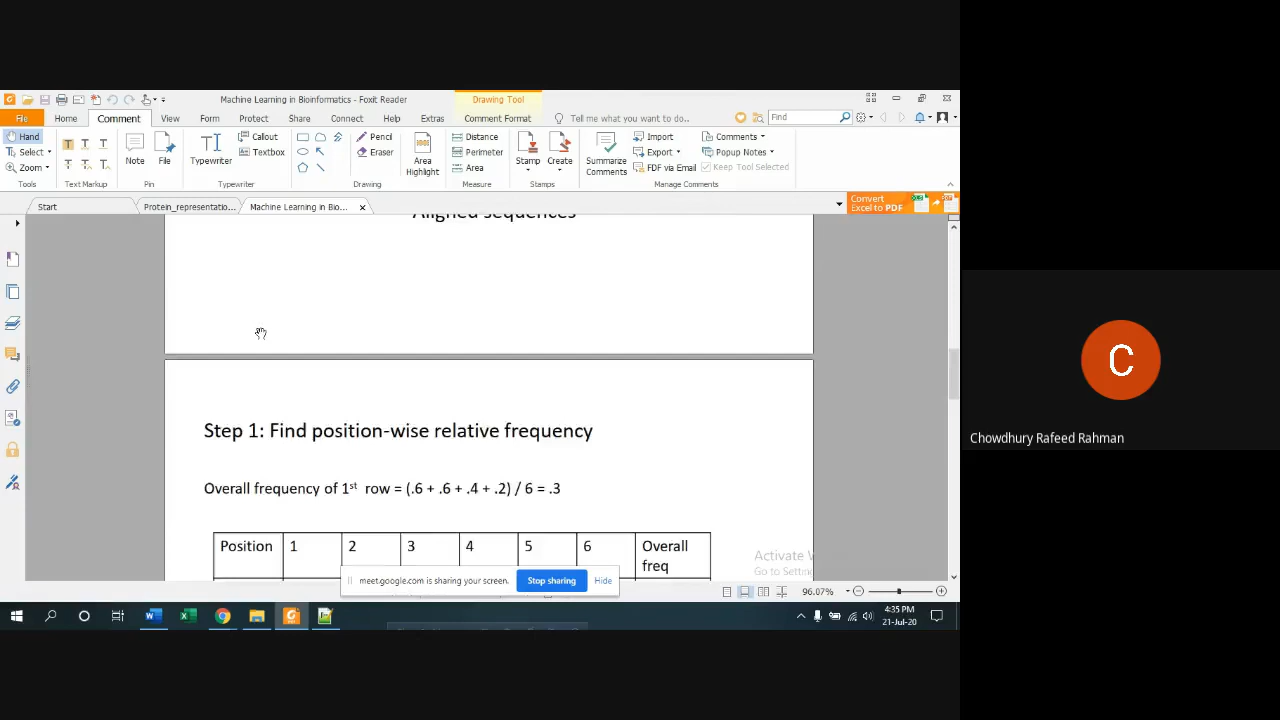 Machine Learning in Bioinformatics - Foxit Reader
Drawing Tool
File Home Comment View Form Protect Share Connect Help Extras Comment Format Tell me what you want to do.. Find
Hand
Select
Zoom
Tools
Text Markup
Note
File
Pin
Typewriter
Callout
Textbox
Typewriter
Pencil
Eraser
Drawing
Area
Highlight
Distance
Perimeter
Area
Measure
Stamp
Create
Stamps
Summarize
Comments
Import
Export
FDF via Email
Comments
Popup Notes
Keep Tool Selected
Manage Comments
Start
Protein_representatio...
Machine Learning in Bio...
Convert
Excel to PDF
Aligned sequences
Step 1: Find position-wise relative frequency
Overall frequency of 1st row = (.6 + .6 + .4 + .2) / 6 = .3
Position 1 2 3 4 5 6 Overall
freq
Activate W
Go to Setting
meet.google.com is sharing your screen. Stop sharing Hide
96.07%
4:35 PM
21-Jul-20
C
Chowdhury Rafeed Rahman